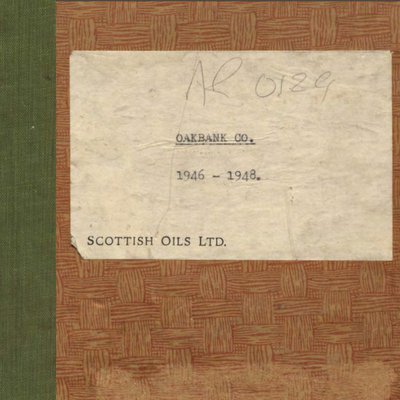 AR 0129
OAKBANK CO.
1946 - 1948.
SCOTTISH OILS LTD.